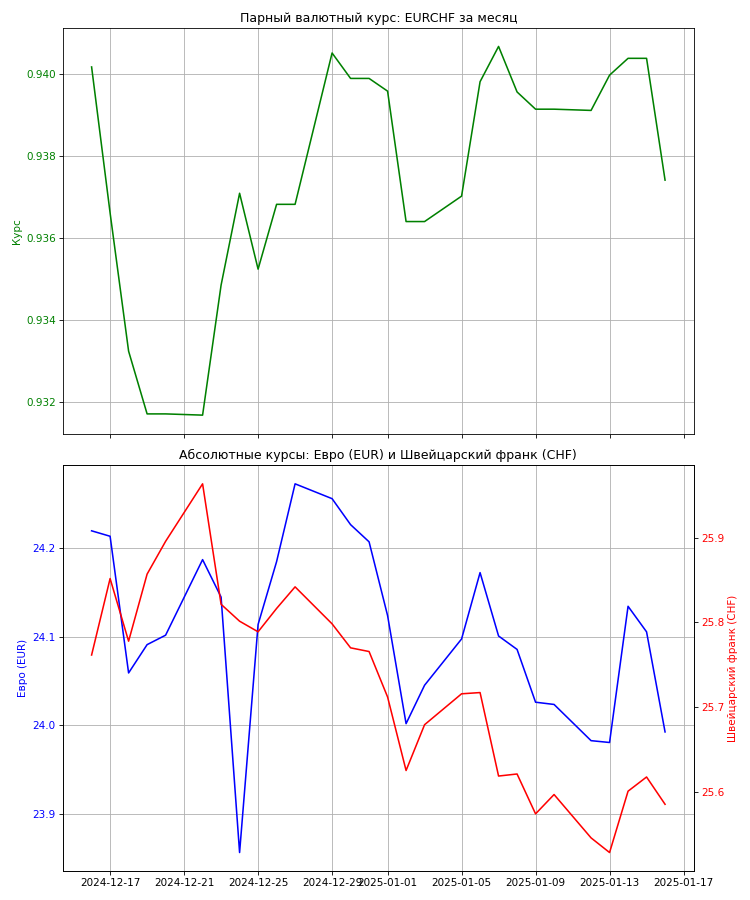 Парный валютный курс: EURCHF за месяц
0.940
0.938
0.936
0.934
0.932
Курс
Абсолютные курсы: Евро (EUR) и Швейцарский франк (CHF)
24.2
24.1
24.0
23.9
Евро (EUR)
25.9
25.8
25.7
25.6
Швейцарский франк (CHF)
2024-12-17 2024-12-21 2024-12-25 2024-12-29 2025-01-01 2025-01-05 2025-01-09 2025-01-13 2025-01-17